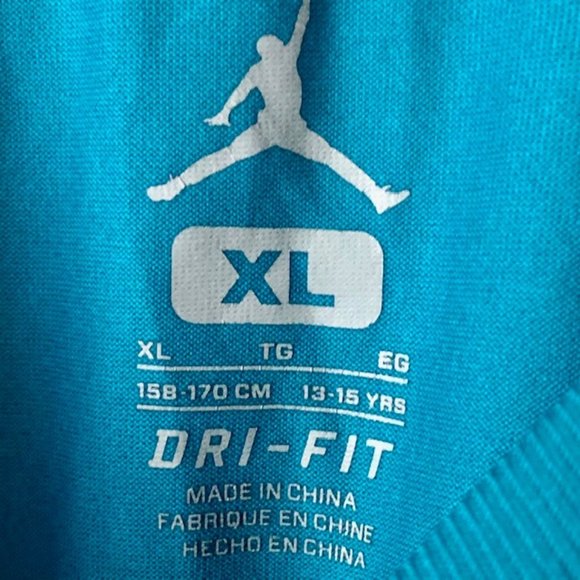 XL
XL TG EG
158-170 CM 13-15 YRS
DRI-FIT
MADE IN CHINA
FABRIQUE EN CHINE
HECHO EN CHINA